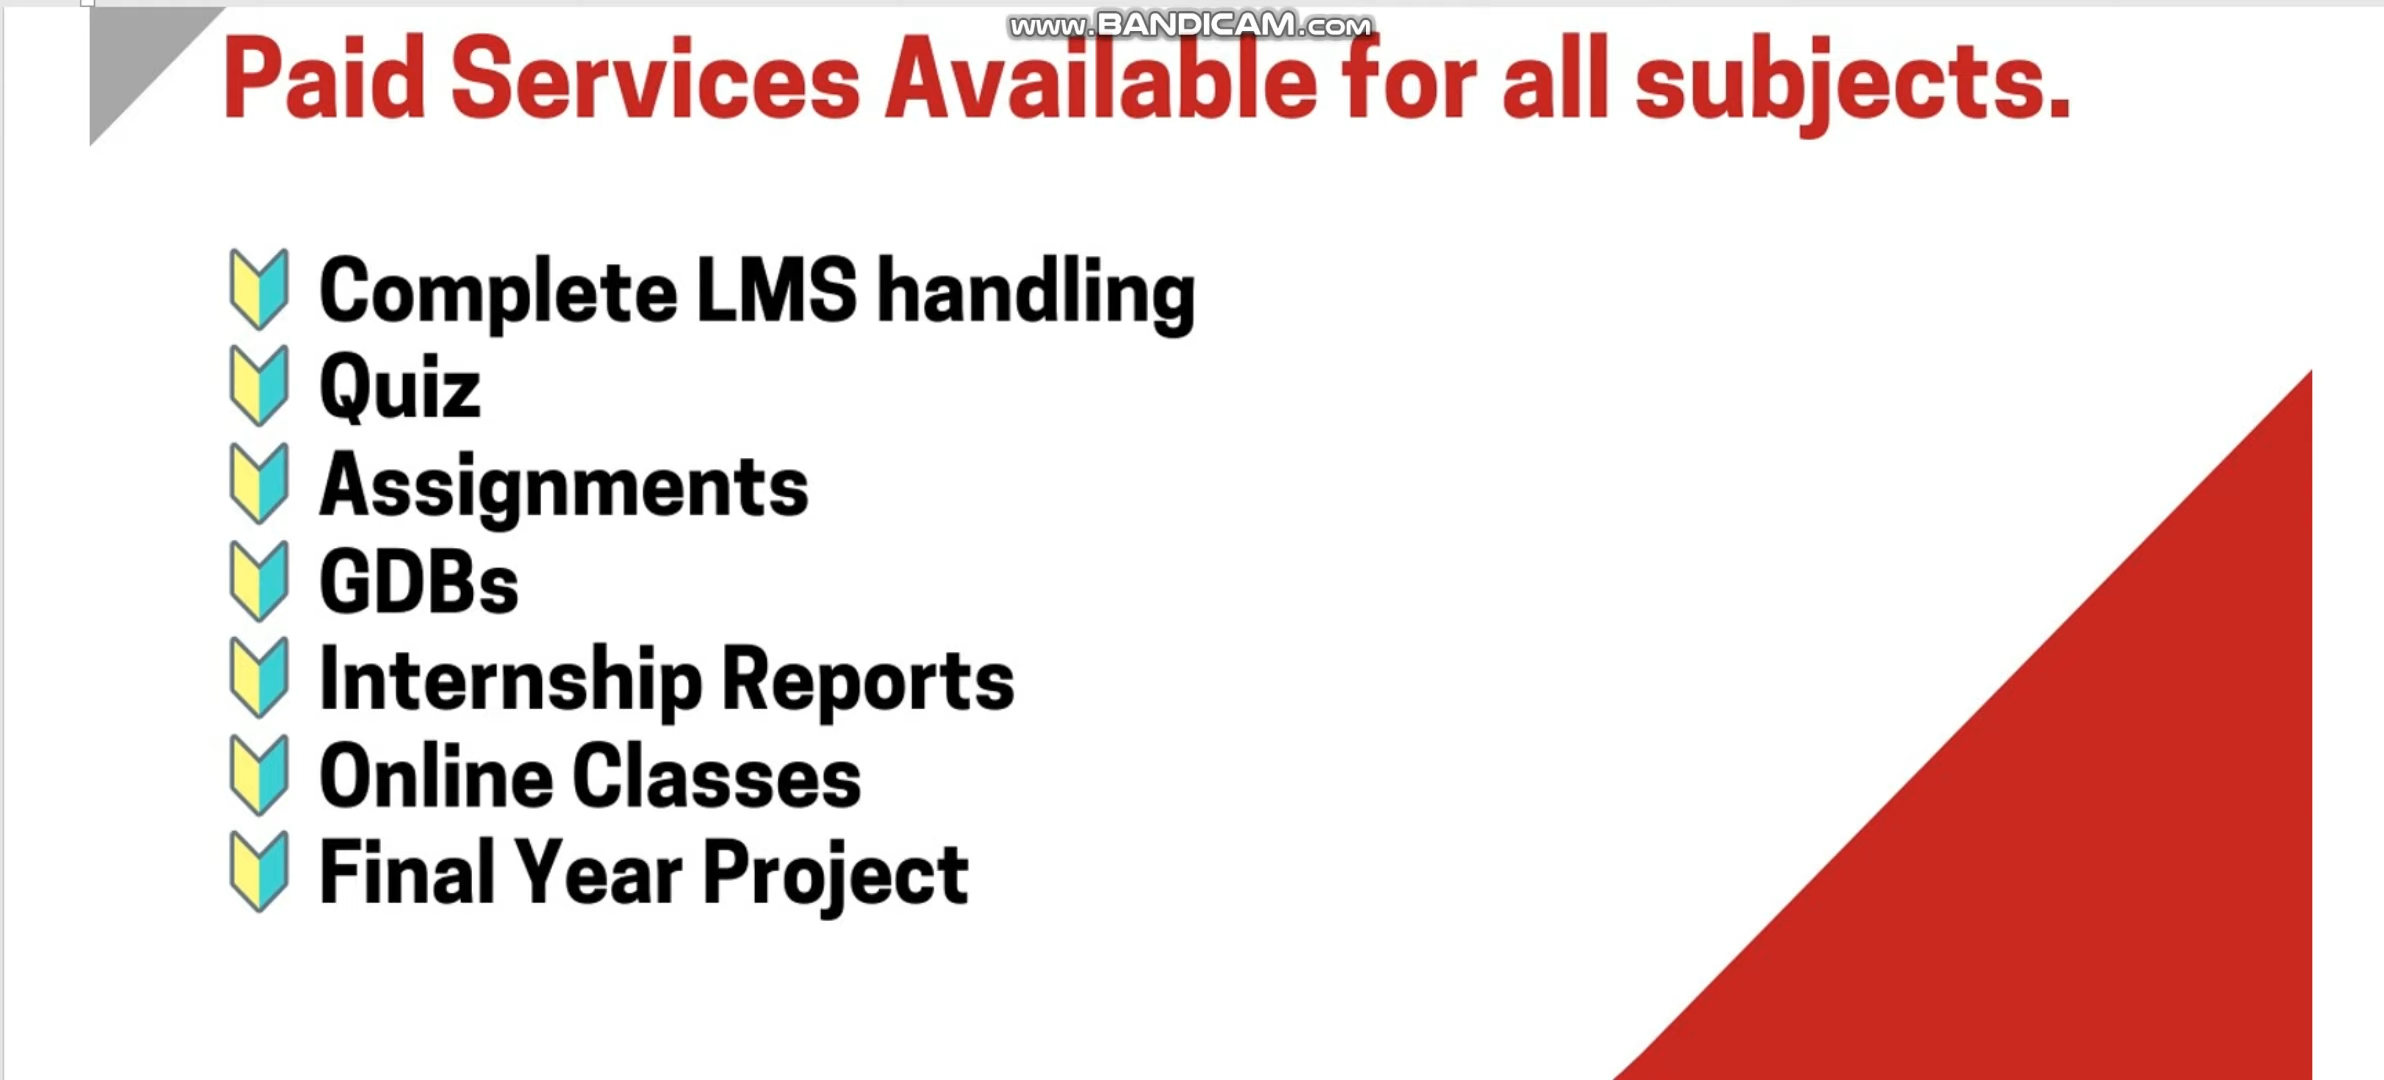 www.BANDICAM.com
Paid Services Available for all subjects.
Complete LMS handling
Quiz
Assignments
GDBs
Internship Reports
Online Classes
Final Year Project